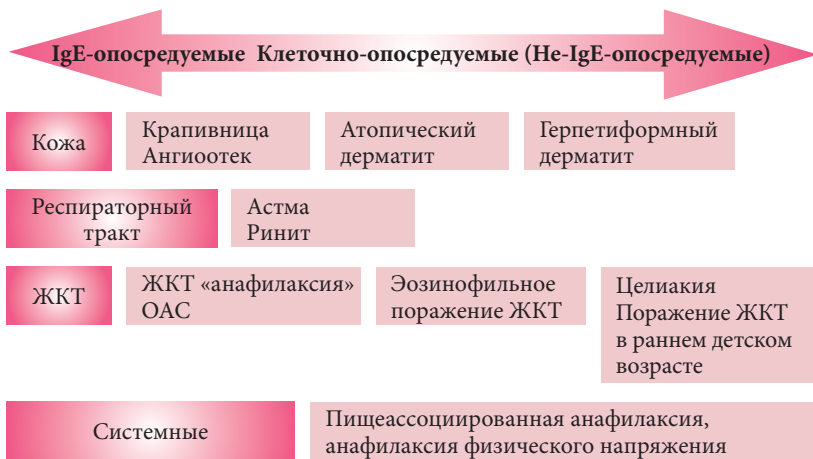 IgE-опосредуемые Клеточно-опосредуемые (Не-IgE-опосредуемые)
Кожа
Крапивница
Ангиоотек
Атопический
дерматит
Герпетиформный
дерматит
Респираторный
тракт
Астма
Ринит
ЖКТ
ЖКТ «анафилаксия»
ОАС
Эозинофильное
поражение ЖКТ
Целиакия
Поражение ЖКТ
в раннем детском
возрасте
Системные
Пищеассоциированная анафилаксия,
анафилаксия физического напряжения